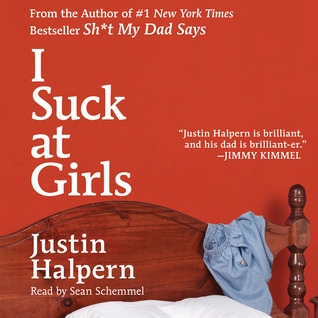 From the Author of #1 New York Times
Bestseller Sh*t My Dad Says
I
Suck
at
Girls
“Justin Halpern is brilliant,
and his dad is brilliant-er.”
—JIMMY KIMMEL
Justin
Halpern
Read by Sean Schemmel